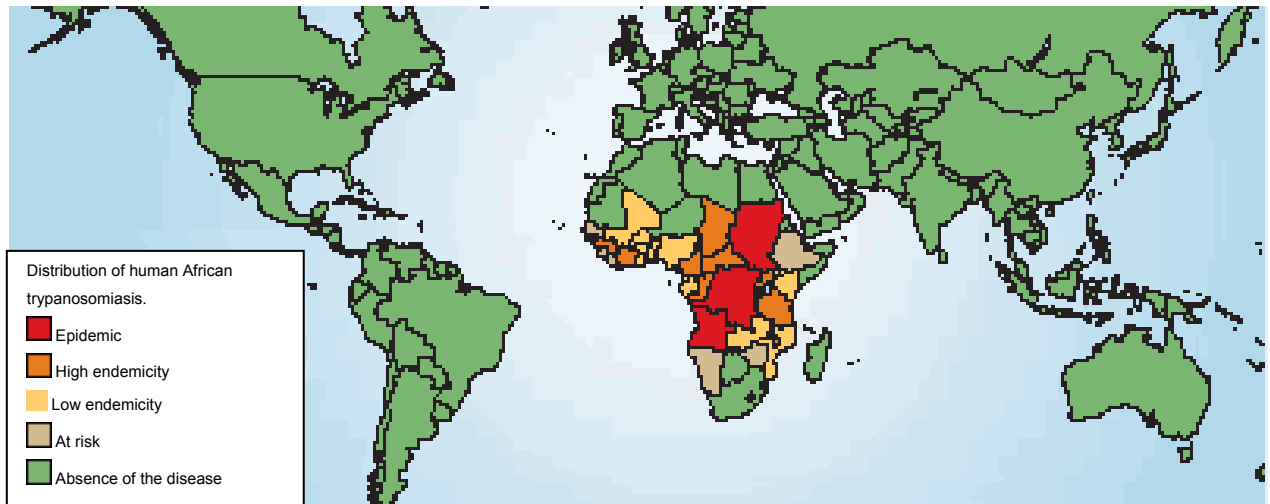 Distribution of human African
trypanosomiasis.
Epidemic
High endemicity
Low endemicity
At risk
Absence of the disease